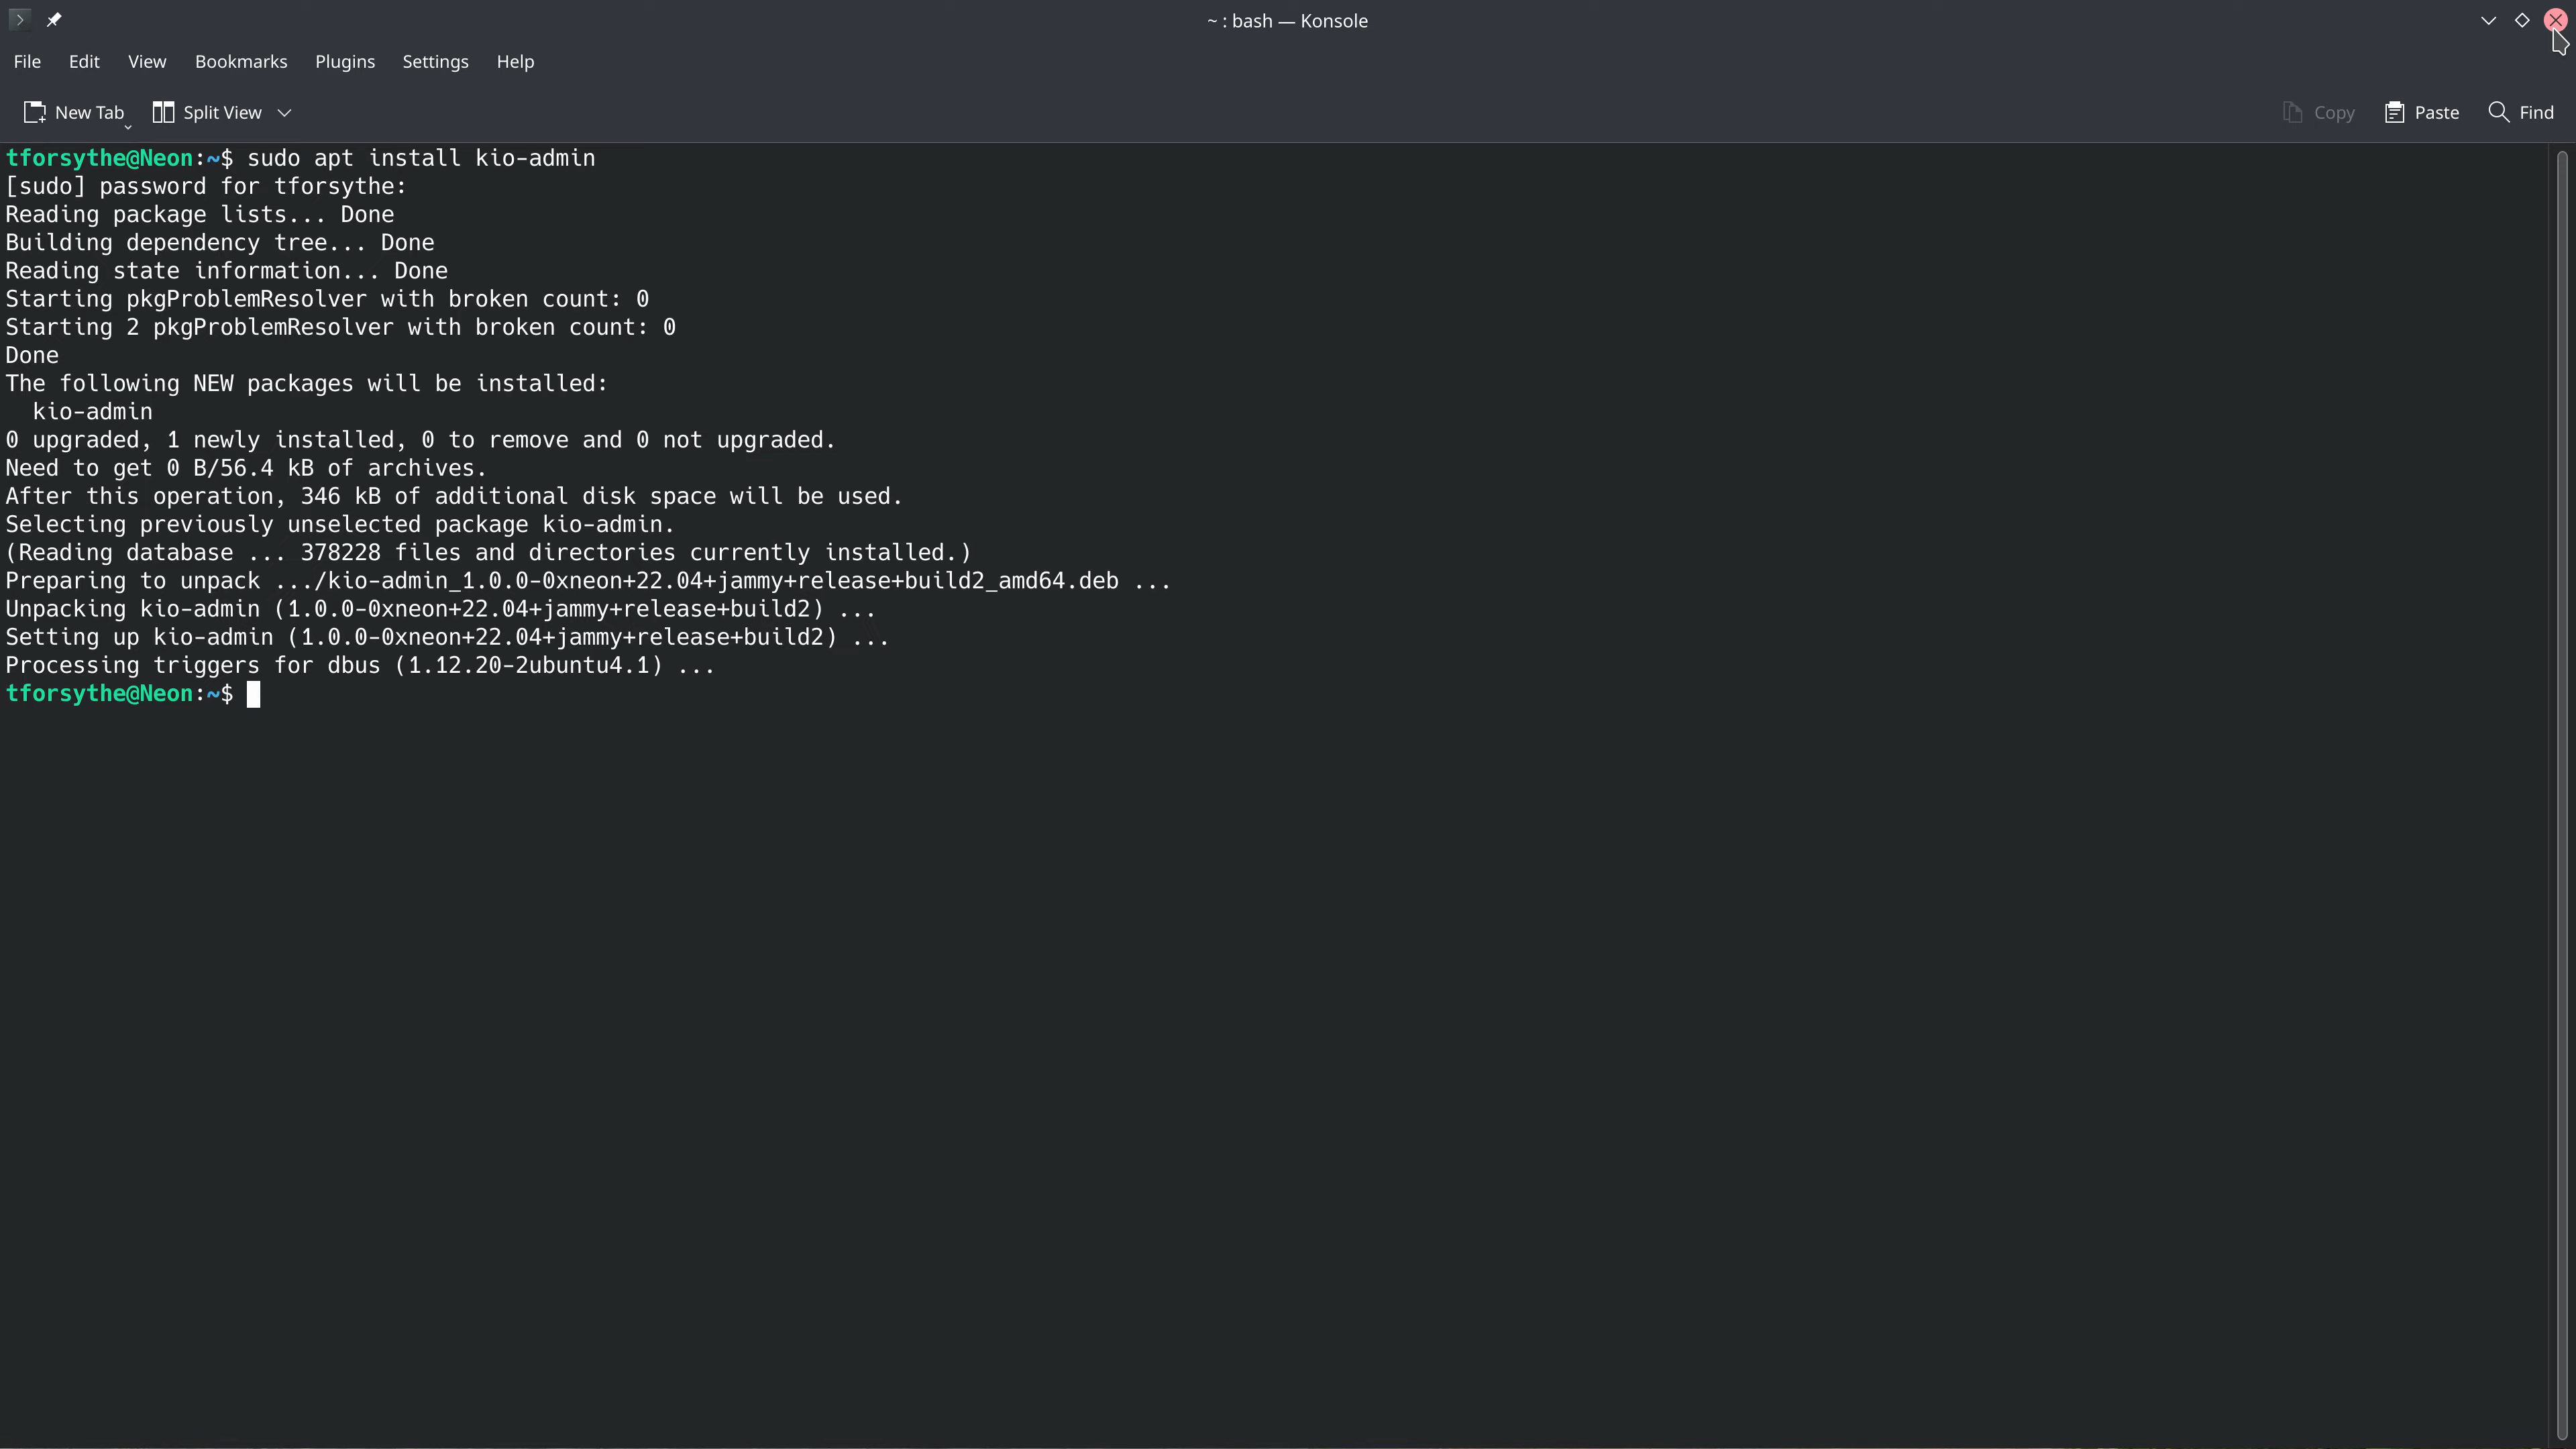 ~ : bash — Konsole
File Edit View Bookmarks Plugins Settings Help
New Tab Split View Copy Paste Find
tforsythe@Neon:~$ sudo apt install kio-admin
[sudo] password for tforsythe:
Reading package lists... Done
Building dependency tree... Done
Reading state information... Done
Starting pkgProblemResolver with broken count: 0
Starting 2 pkgProblemResolver with broken count: 0
Done
The following NEW packages will be installed:
  kio-admin
0 upgraded, 1 newly installed, 0 to remove and 0 not upgraded.
Need to get 0 B/56.4 kB of archives.
After this operation, 346 kB of additional disk space will be used.
Selecting previously unselected package kio-admin.
(Reading database ... 378228 files and directories currently installed.)
Preparing to unpack .../kio-admin_1.0.0-0xneon+22.04+jammy+release+build2_amd64.deb ...
Unpacking kio-admin (1.0.0-0xneon+22.04+jammy+release+build2) ...
Setting up kio-admin (1.0.0-0xneon+22.04+jammy+release+build2) ...
Processing triggers for dbus (1.12.20-2ubuntu4.1) ...
tforsythe@Neon:~$